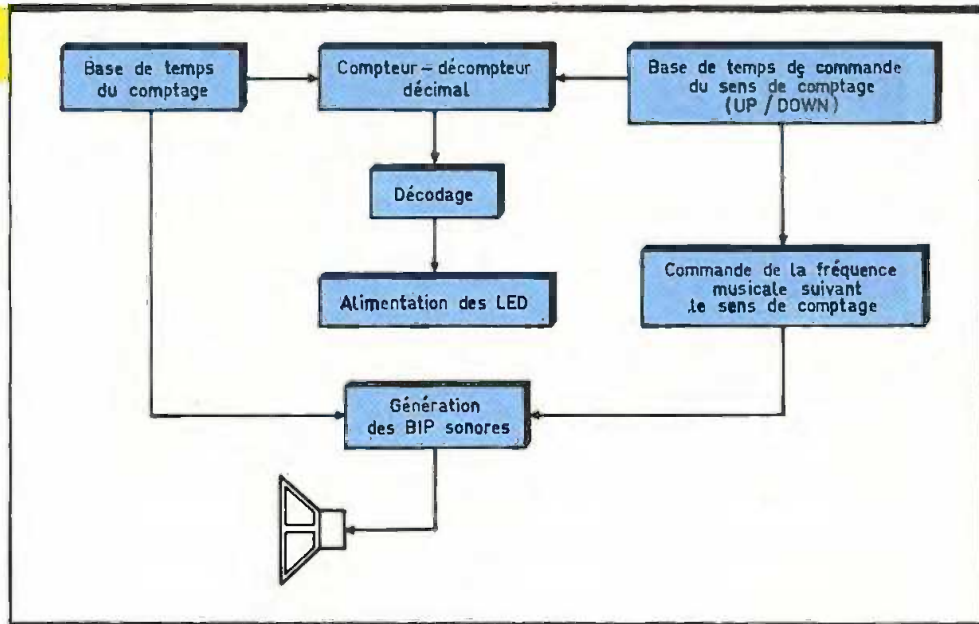 Base de temps
du comptage
Compteur – décompteur
décimal
Base de temps de commande
du sens de comptage
(UP / DOWN)
Décodage
Alimentation des LED
Commande de la fréquence
musicale suivant
le sens de comptage
Génération
des BIP sonores